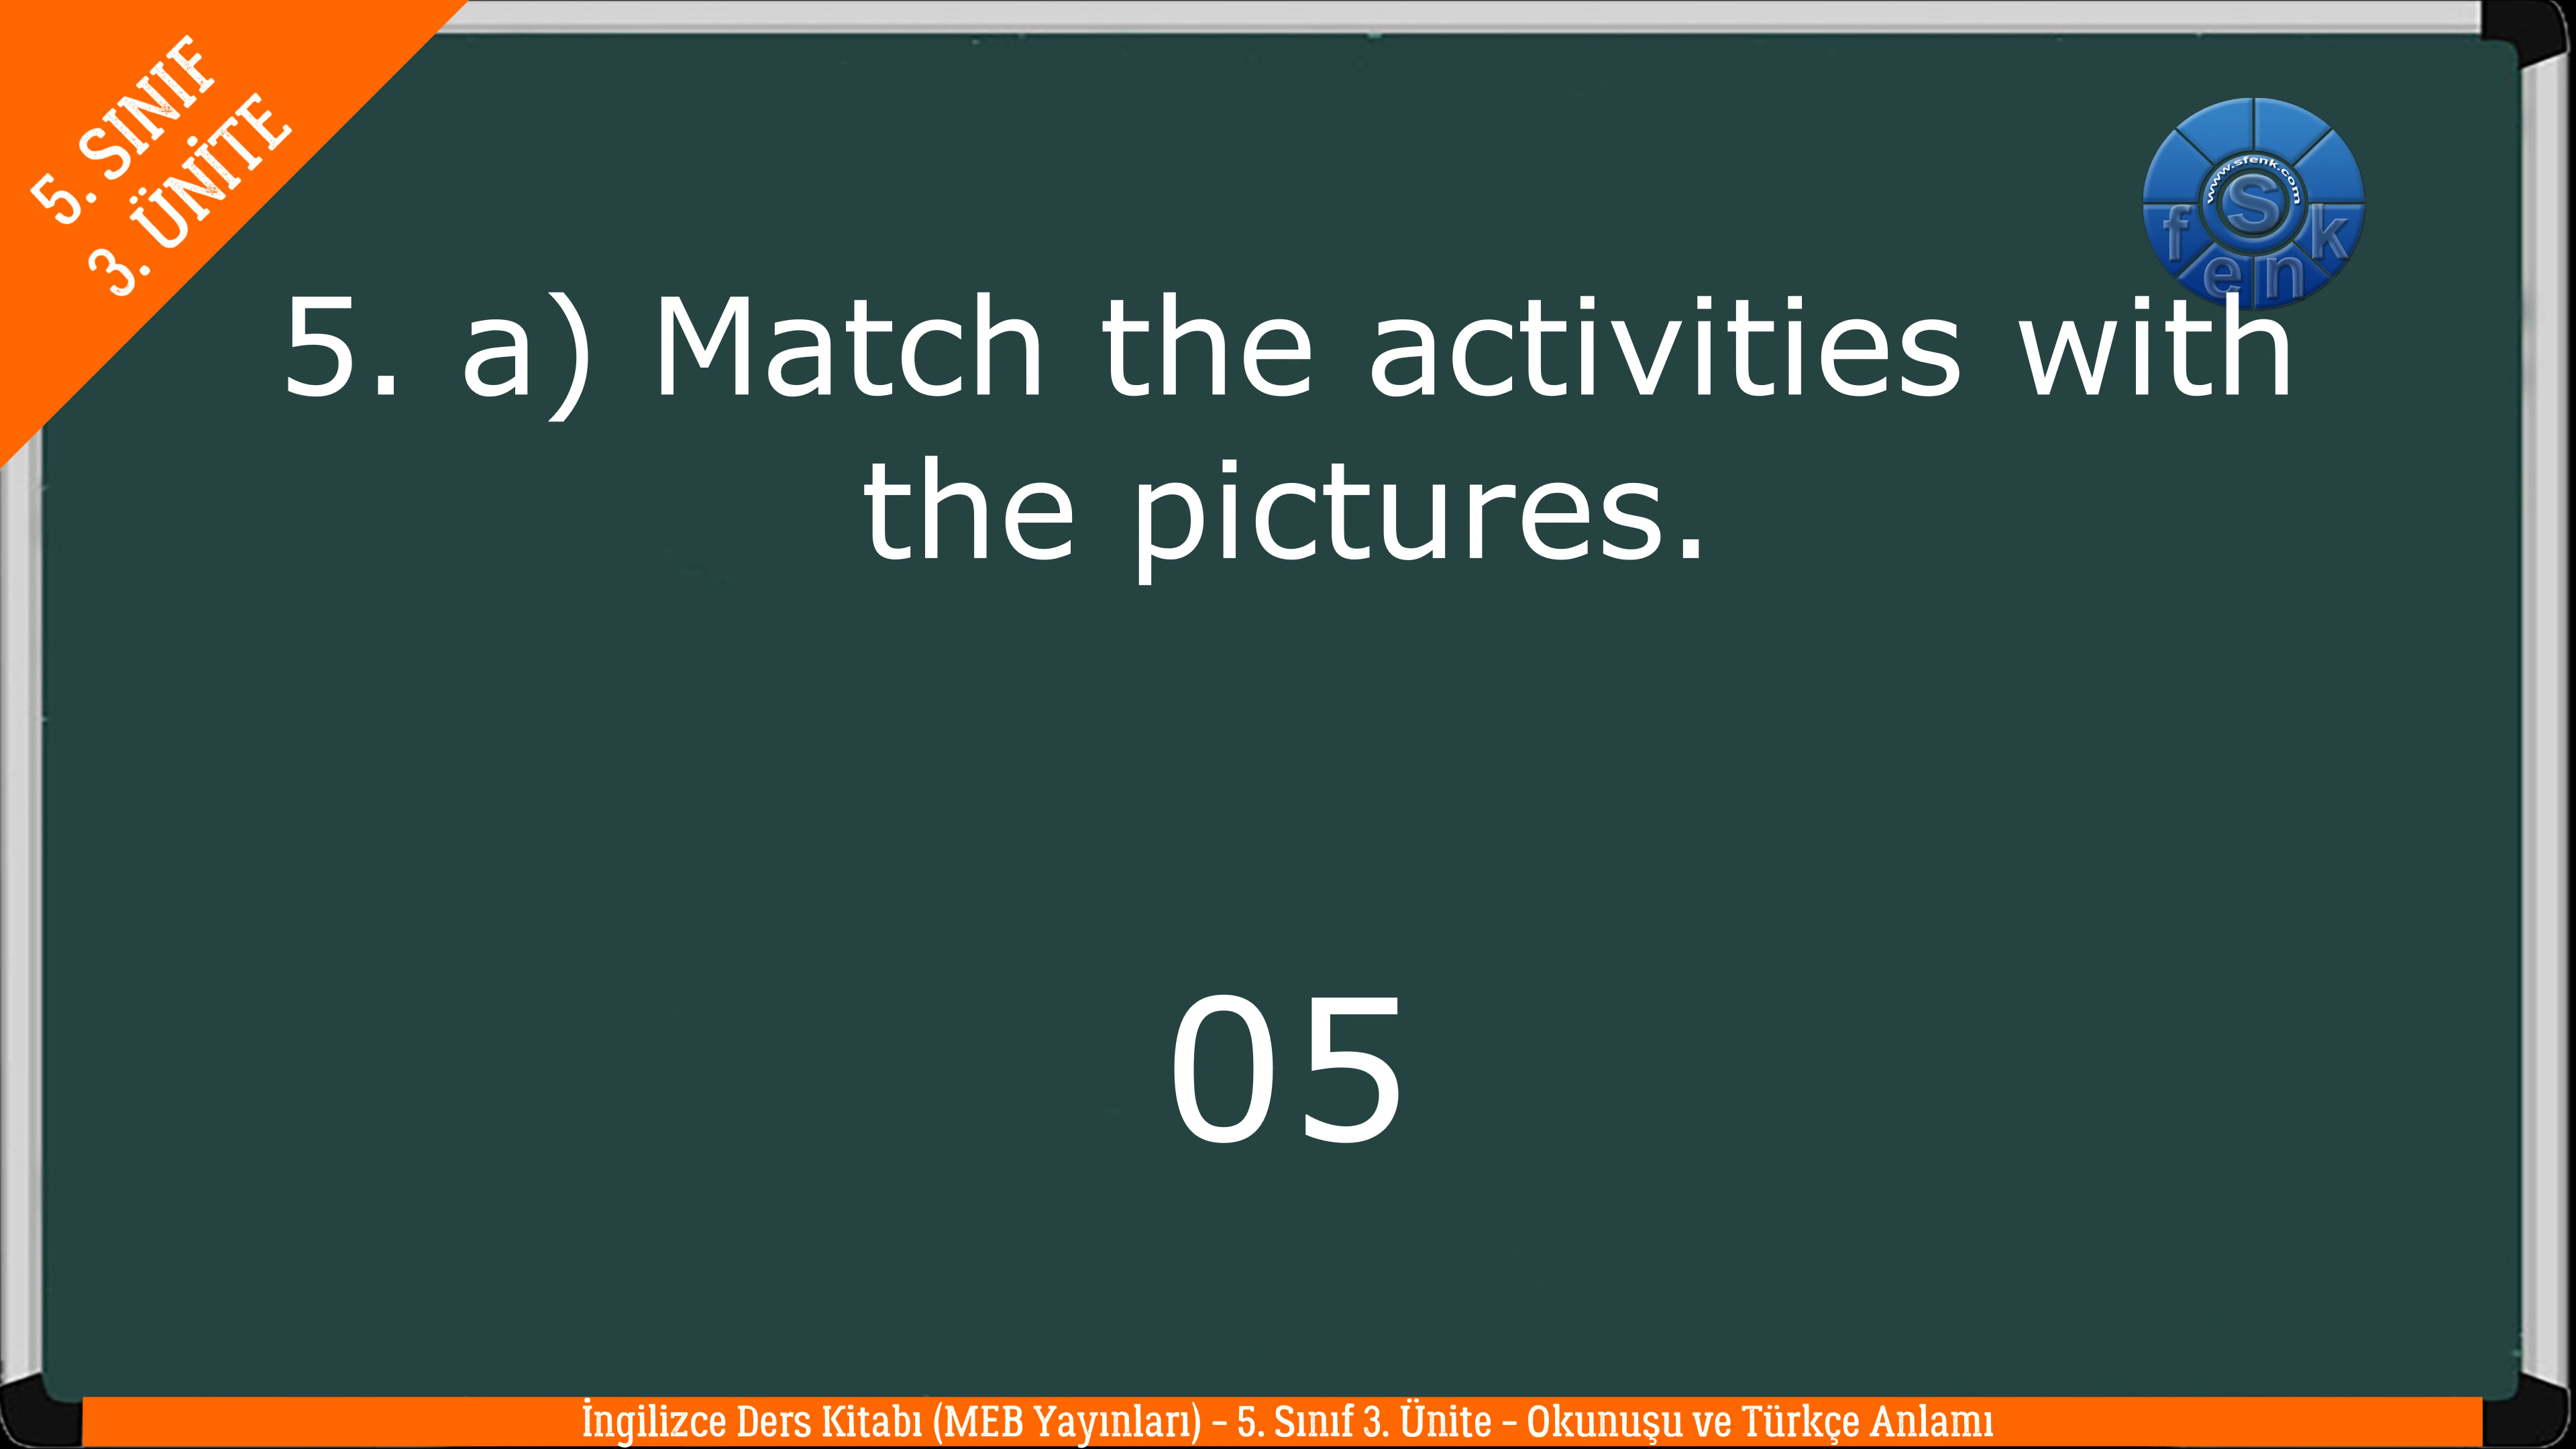 5. SINIF
3. ÜNİTE
www.sfenk.com
S
f e n k
5. a) Match the activities with
the pictures.
05
İngilizce Ders Kitabı (MEB Yayınları) – 5. Sınıf 3. Ünite – Okunuşu ve Türkçe Anlamı